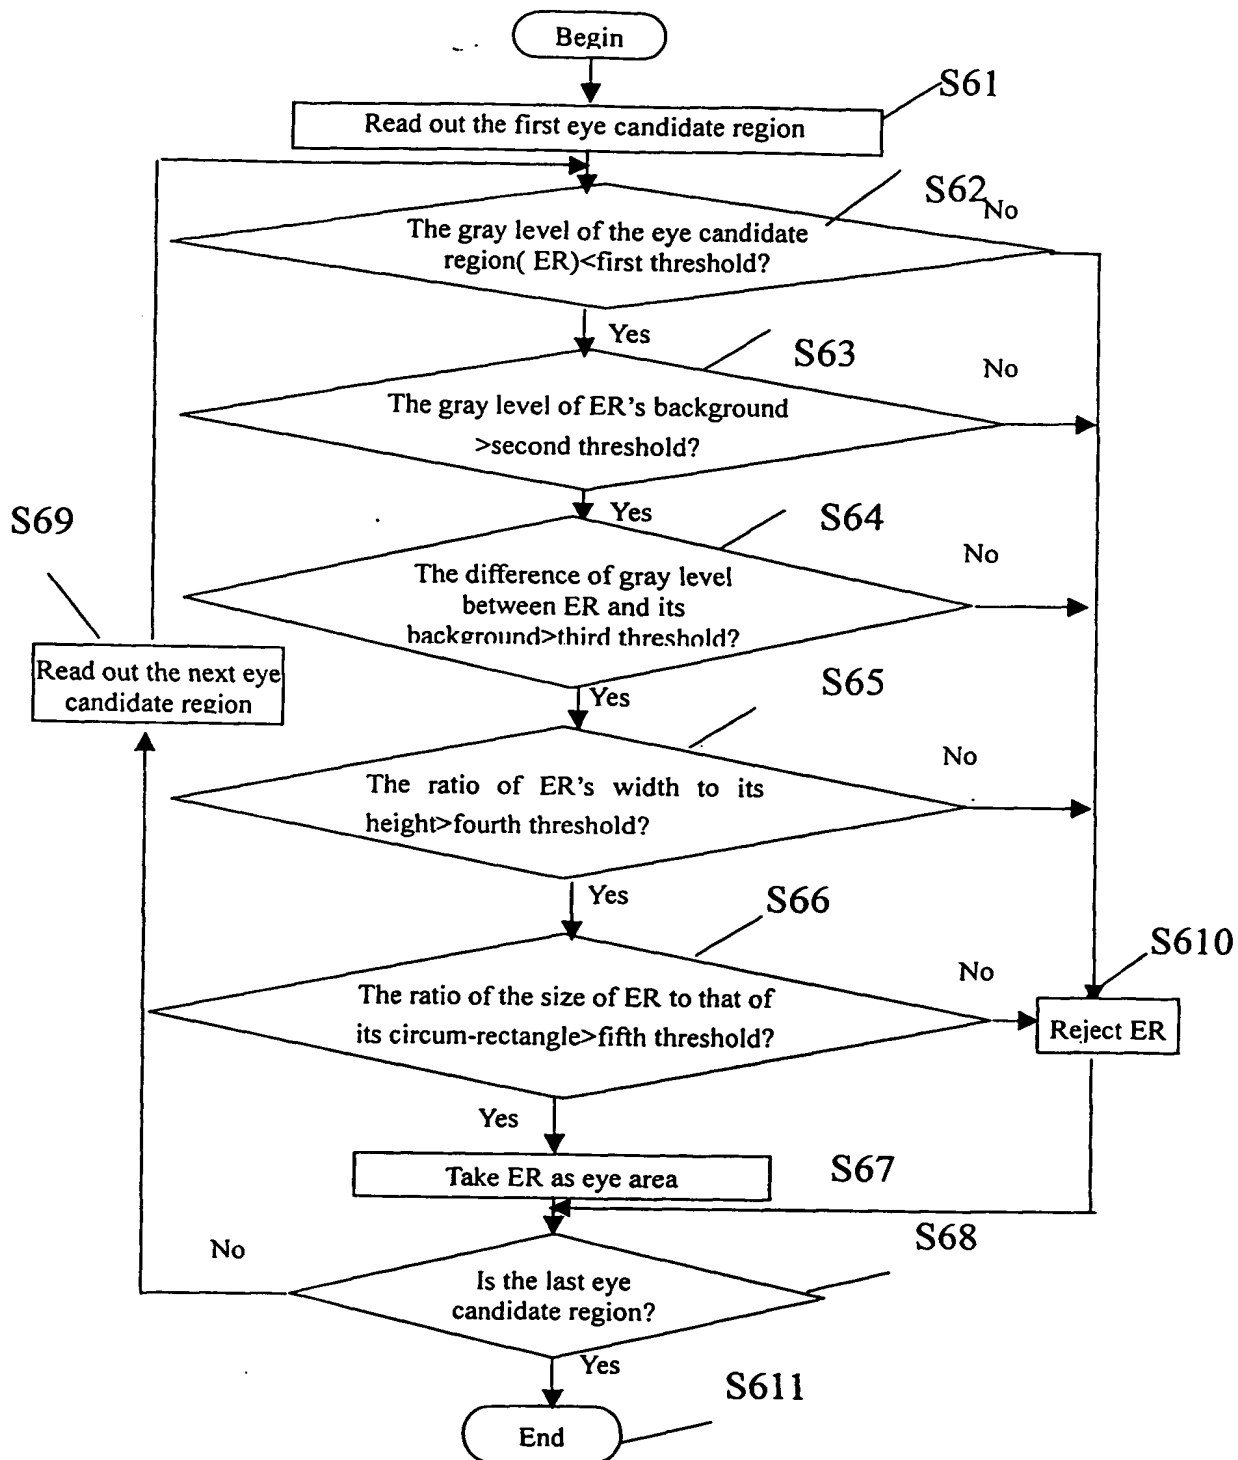 Begin
S61
Read out the first eye candidate region
S62
No
The gray level of the eye candidate
region( ER)<first threshold?
Yes
S63
No
The gray level of ER's background
>second threshold?
S69
Yes
S64
No
The difference of gray level
between ER and its
background>third threshold?
Read out the next eye
candidate region
Yes
S65
No
The ratio of ER's width to its
height>fourth threshold?
Yes
S66
No
S610
The ratio of the size of ER to that of
its circum-rectangle>fifth threshold?
Reject ER
Yes
Take ER as eye area
S67
No
S68
Is the last eye
candidate region?
Yes
S611
End